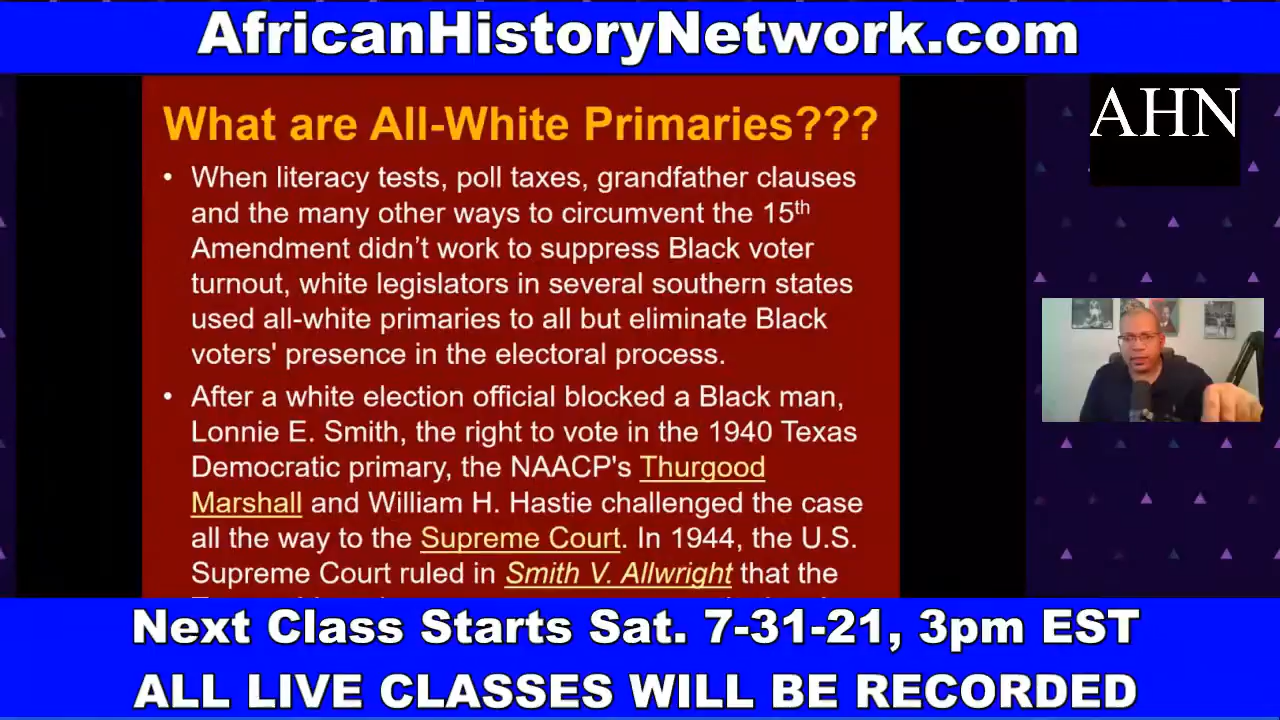 AfricanHistoryNetwork.com
AHN
What are All-White Primaries???
• When literacy tests, poll taxes, grandfather clauses
and the many other ways to circumvent the 15th
Amendment didn’t work to suppress Black voter
turnout, white legislators in several southern states
used all-white primaries to all but eliminate Black
voters' presence in the electoral process.
• After a white election official blocked a Black man,
Lonnie E. Smith, the right to vote in the 1940 Texas
Democratic primary, the NAACP's Thurgood
Marshall and William H. Hastie challenged the case
all the way to the Supreme Court. In 1944, the U.S.
Supreme Court ruled in Smith V. Allwright that the
Next Class Starts Sat. 7-31-21, 3pm EST
ALL LIVE CLASSES WILL BE RECORDED